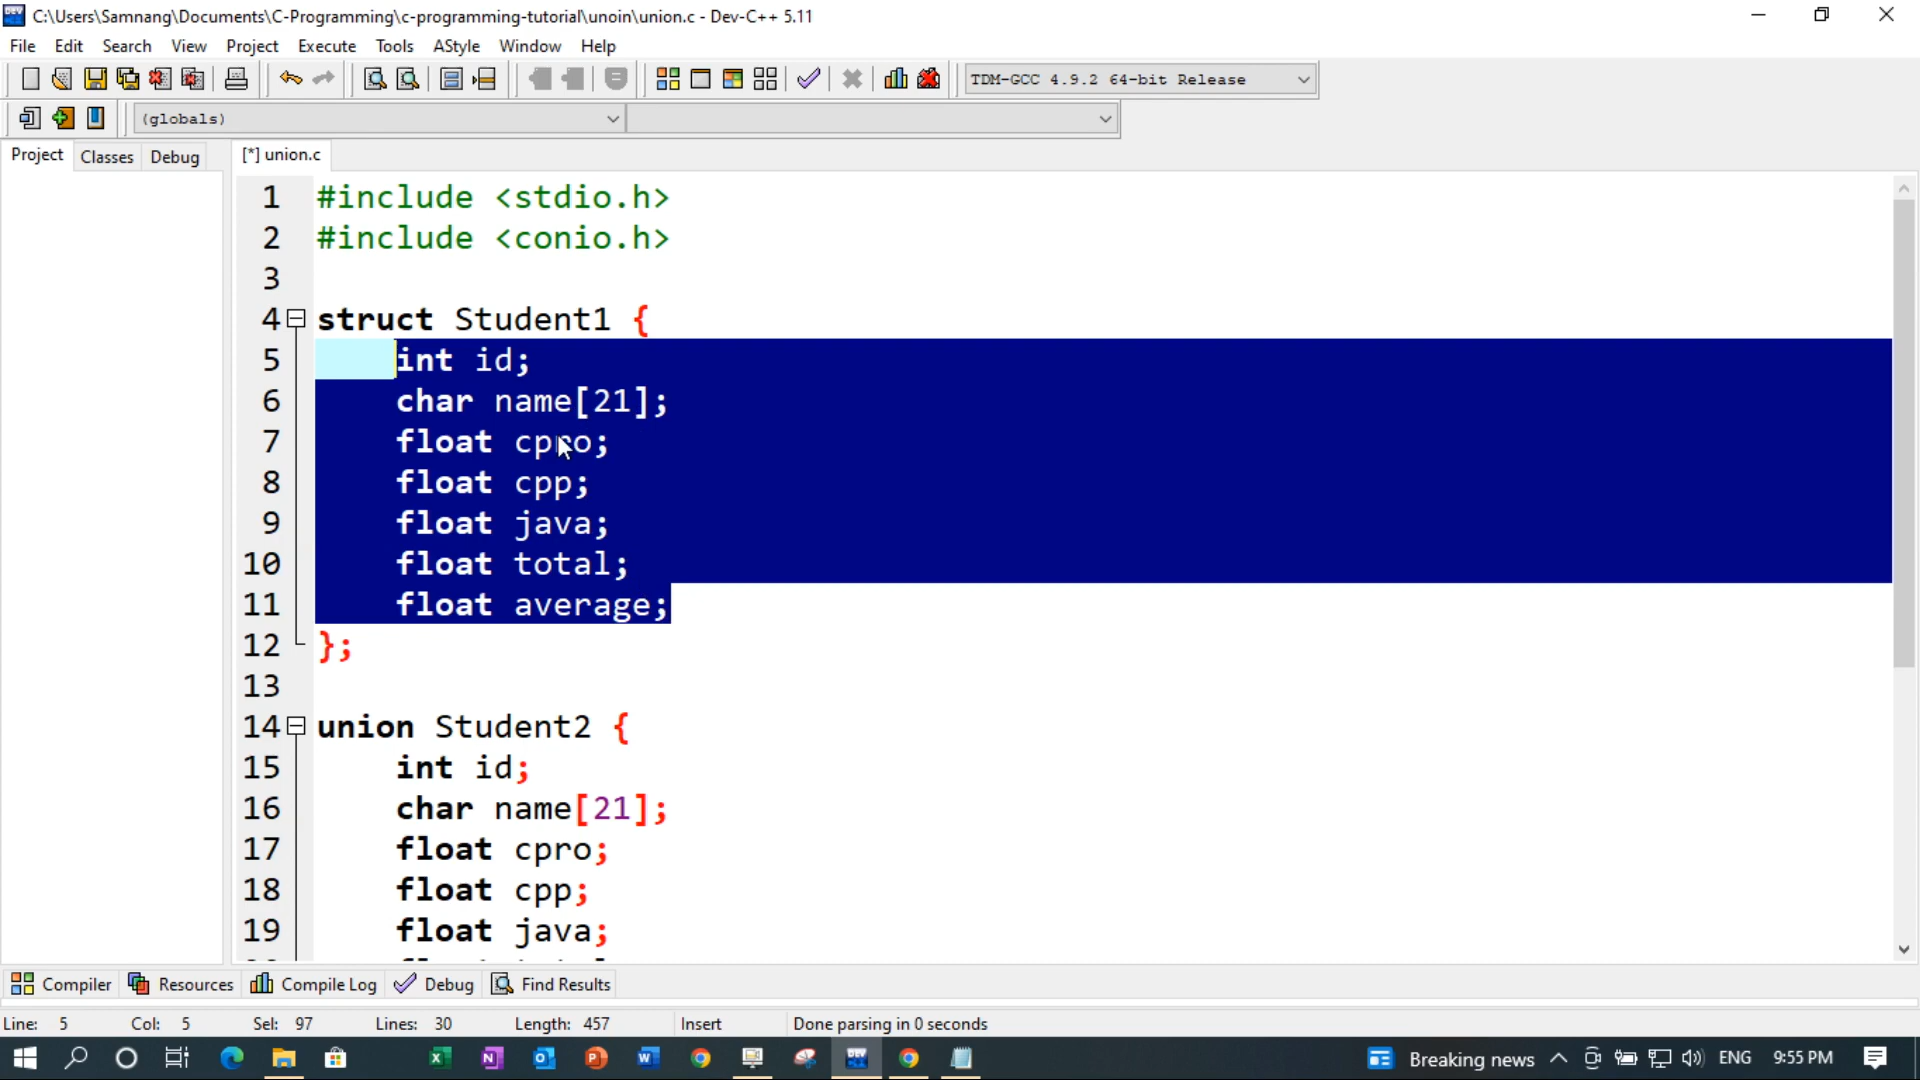 C:\Users\Samnang\Documents\C-Programming\c-programming-tutorial\unoin\union.c - Dev-C++ 5.11
File Edit Search View Project Execute Tools AStyle Window Help
TDM-GCC 4.9.2 64-bit Release
(globals)
Project Classes Debug [*] union.c
1 #include <stdio.h>
2 #include <conio.h>
3
4 struct Student1 {
5 int id;
6 char name[21];
7 float cpro;
8 float cpp;
9 float java;
10 float total;
11 float average;
12 };
13
14 union Student2 {
15 int id;
16 char name[21];
17 float cpro;
18 float cpp;
19 float java;
Compiler Resources Compile Log Debug Find Results
Line: 5 Col: 5 Sel: 97 Lines: 30 Length: 457 Insert Done parsing in 0 seconds
Breaking news ENG 9:55 PM